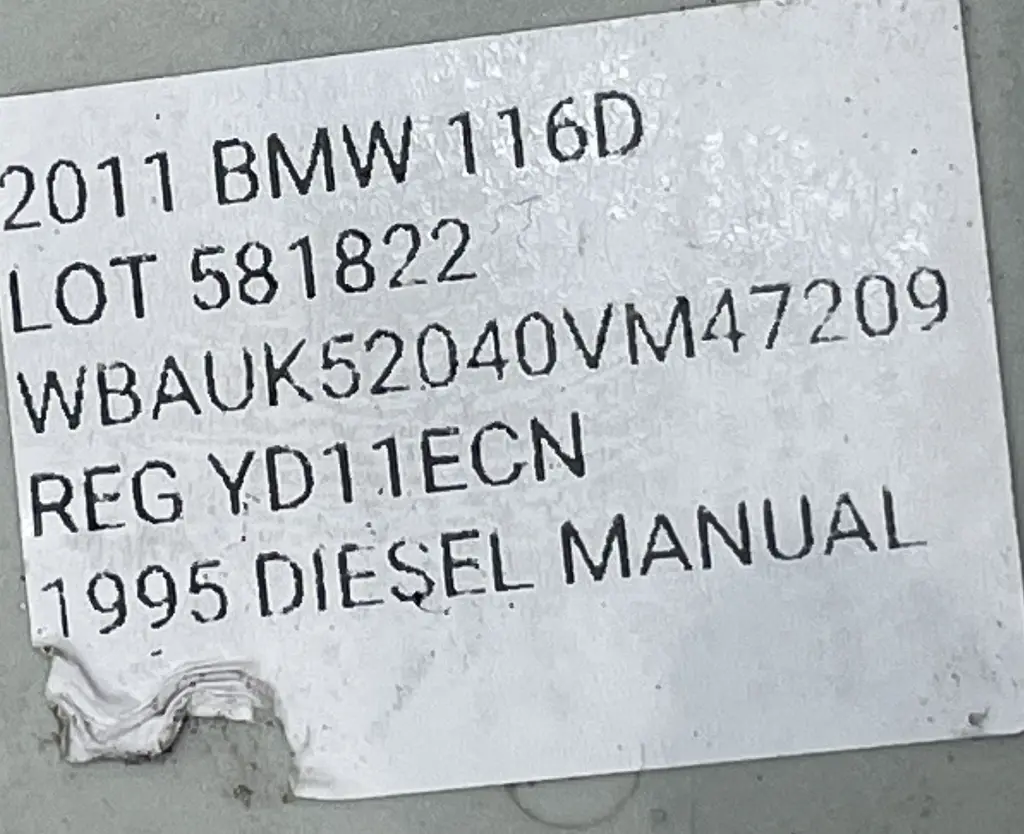 2011 BMW 116D
LOT 581822
WBAUK52040VM47209
REG YD11ECN
1995 DIESEL MANUAL